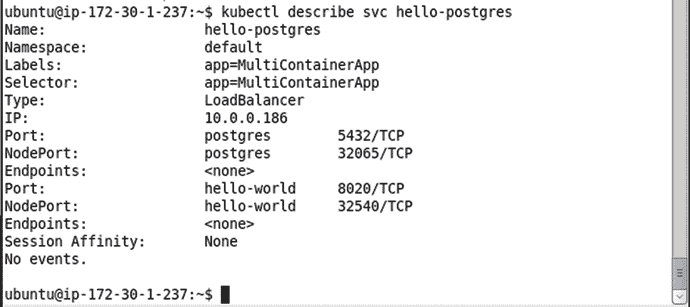 ubuntu@ip-172-30-1-237:~$ kubectl describe svc hello-postgres
Name: hello-postgres
Namespace: default
Labels: app=MultiContainerApp
Selector: app=MultiContainerApp
Type: LoadBalancer
IP: 10.0.0.186
Port: postgres 5432/TCP
NodePort: postgres 32065/TCP
Endpoints: <none>
Port: hello-world 8020/TCP
NodePort: hello-world 32540/TCP
Endpoints: <none>
Session Affinity: None
No events.
ubuntu@ip-172-30-1-237:~$